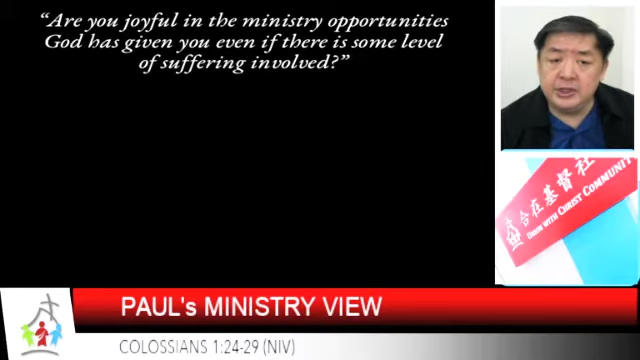 “Are you joyful in the ministry opportunities
God has given you even if there is some level
of suffering involved?”
合在基督社
UNION WITH CHRIST COMMUNI
PAUL's MINISTRY VIEW
COLOSSIANS 1:24-29 (NIV)